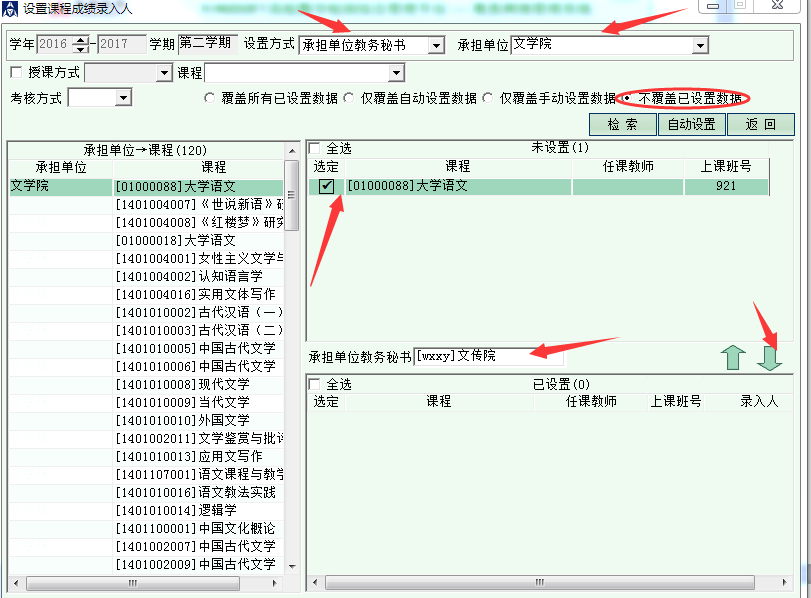 设置课程成绩录入人
学年 2016 - 2017 学期 第二学期 设置方式 承担单位教务秘书 承担单位 文学院
授课方式 课程
考核方式 覆盖所有已设置数据 仅覆盖自动设置数据 仅覆盖手动设置数据 不覆盖已设置数据
检 索 自动设置 返 回
承担单位→课程(120)
承担单位 课程
文学院 [01000088]大学语文
[1401004007]《世说新语》
[1401004008]《红楼梦》研究
[01000018]大学语文
[1401004001]女性主义文学
[1401004002]认知语言学
[1401004016]实用文体写作
[1401010002]古代汉语（一）
[1401010003]古代汉语（二）
[1401010005]中国古代文学
[1401010006]中国古代文学
[1401010008]现代文学
[1401010009]当代文学
[1401010010]外国文学
[1401002011]文学鉴赏与批评
[1401010013]应用文写作
[1401107001]语文课程与教学
[1401010016]语文教法实践
[1401010014]逻辑学
[1401100001]中国文化概论
[1401002007]中国古代文学
[1401002009]中国古代文学
全选 未设置(1)
选定 课程 任课教师 上课班号
[01000088]大学语文 921
承担单位教务秘书 [wxxy]文传院
全选 已设置(0)
选定 课程 任课教师 上课班号 录入人